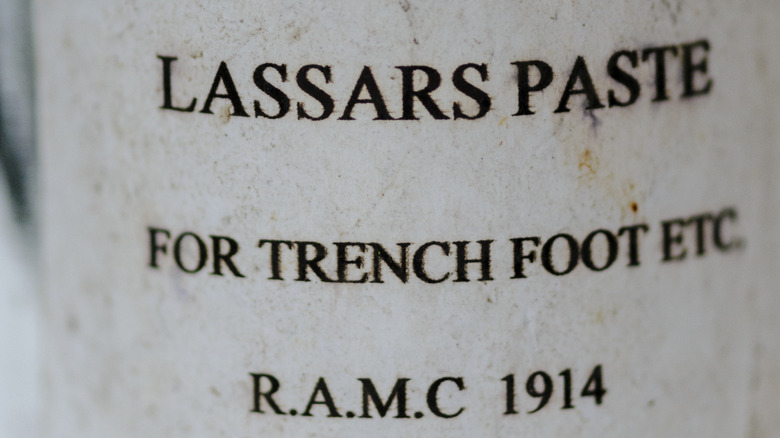 LASSARS PASTE
FOR TRENCH FOOT ETC.
R.A.M.C 1914